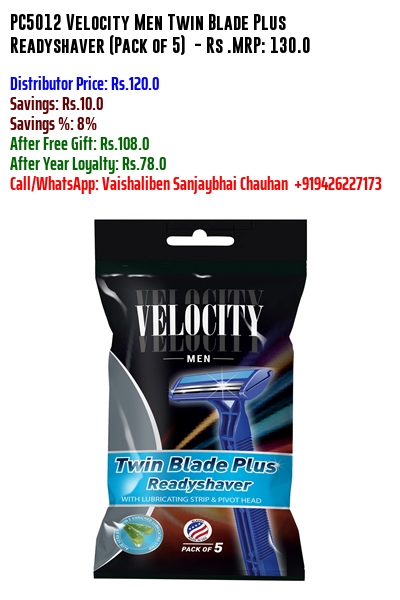 PC5012 Velocity Men Twin Blade Plus
Readyshaver (Pack of 5) - Rs .MRP: 130.0
Distributor Price: Rs.120.0
Savings: Rs.10.0
Savings %: 8%
After Free Gift: Rs.108.0
After Year Loyalty: Rs.78.0
Call/WhatsApp: Vaishaliben Sanjaybhai Chauhan +919426227173
VELOCITY
MEN
Twin Blade Plus
Readyshaver
WITH LUBRICATING STRIP & PIVOT HEAD
PACK OF 5